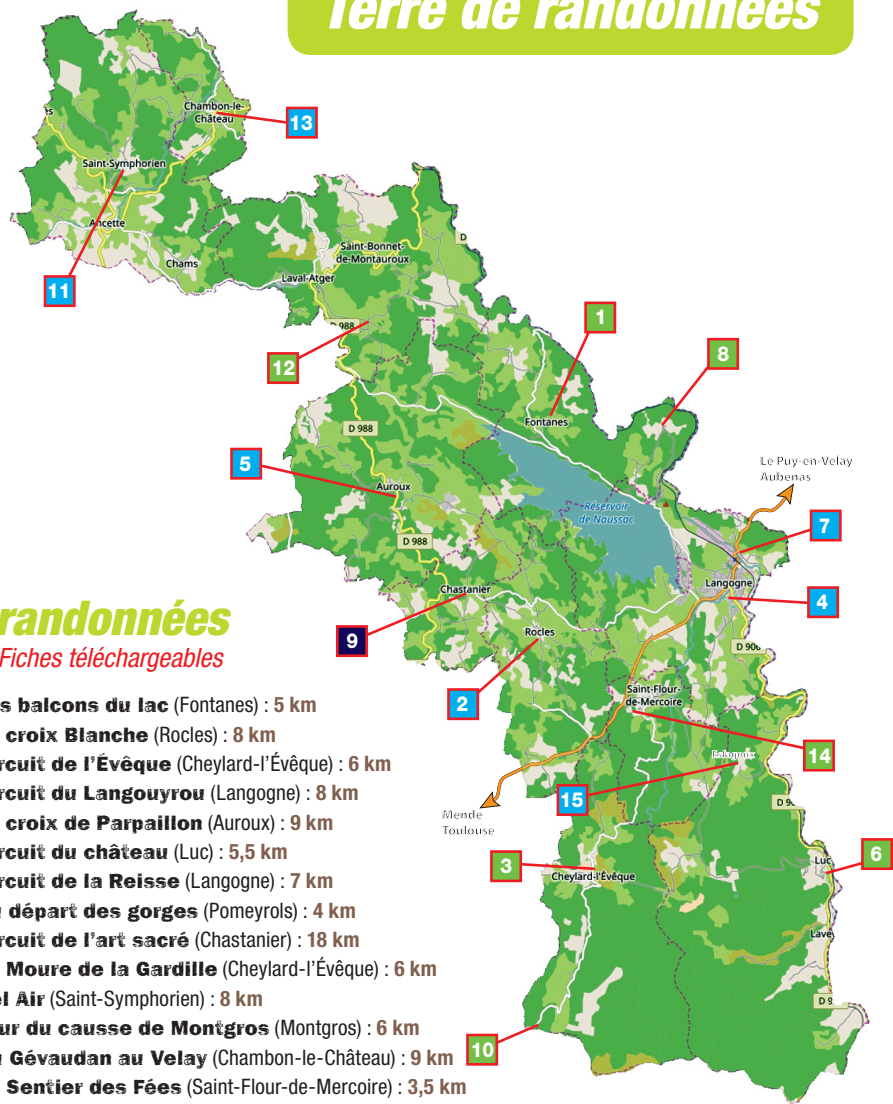 Terre de randonnées
Chambon-le-
Château
13
Saint-Symphorien
Ancette
Chams
11
Saint-Bonnet-
de-Montauroux
Laval-Atger
D
D 988
12
1
8
Fontanes
D 988
5
Auroux
Le Puy-en-Velay
Aubenas
Réservoir
de Naussac
7
D 988
Langogne
4
Chastanier
9
Rocles
D 906
2
Saint-Flour-
de-Mercoire
14
15
Mende
Toulouse
3
Cheylard-l'Évêque
Luc
6
10
randonnées
Fiches téléchargeables
s balcons du lac (Fontanes) : 5 km
croix Blanche (Rocles) : 8 km
rcuit de l'Évêque (Cheylard-l'Évêque) : 6 km
rcuit du Langouyrou (Langogne) : 8 km
croix de Parpaillon (Auroux) : 9 km
rcuit du château (Luc) : 5,5 km
rcuit de la Reisse (Langogne) : 7 km
départ des gorges (Pomeyrols) : 4 km
rcuit de l'art sacré (Chastanier) : 18 km
Moure de la Gardille (Cheylard-l'Évêque) : 6 km
el Air (Saint-Symphorien) : 8 km
ur du causse de Montgros (Montgros) : 6 km
Gévaudan au Velay (Chambon-le-Château) : 9 km
Sentier des Fées (Saint-Flour-de-Mercoire) : 3,5 km